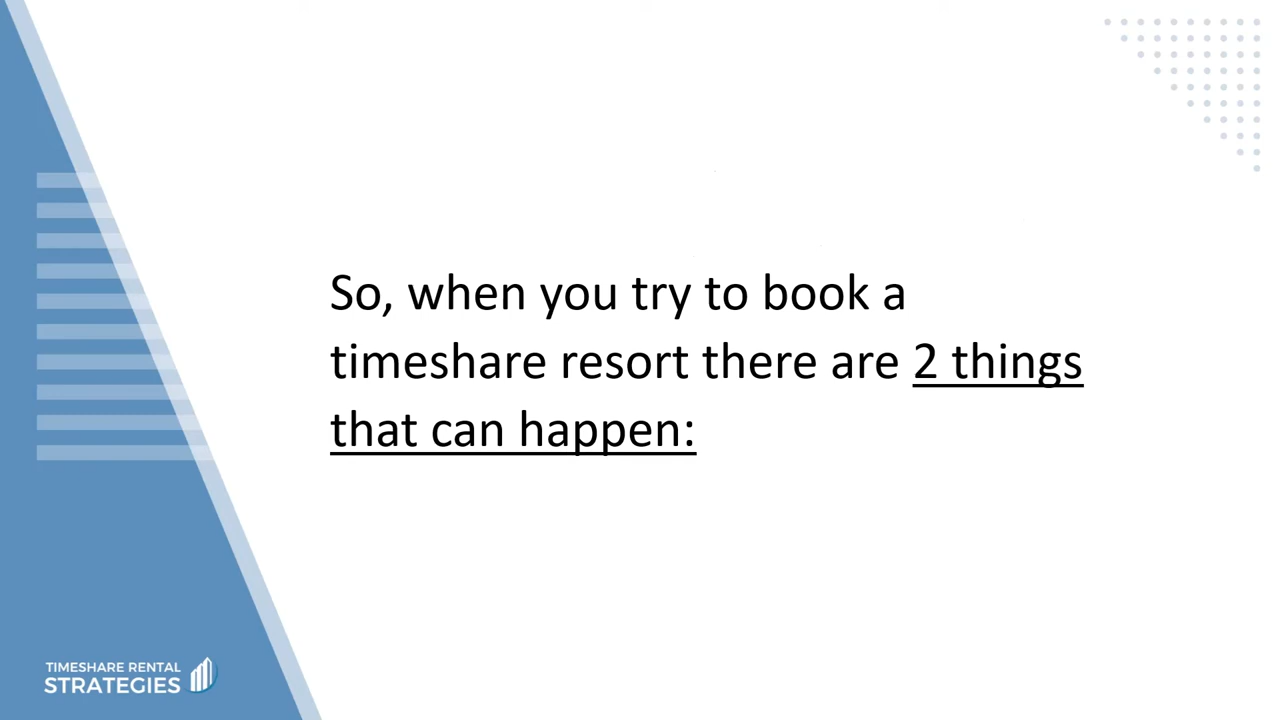 So, when you try to book a
timeshare resort there are 2 things
that can happen:
TIMESHARE RENTAL
STRATEGIES